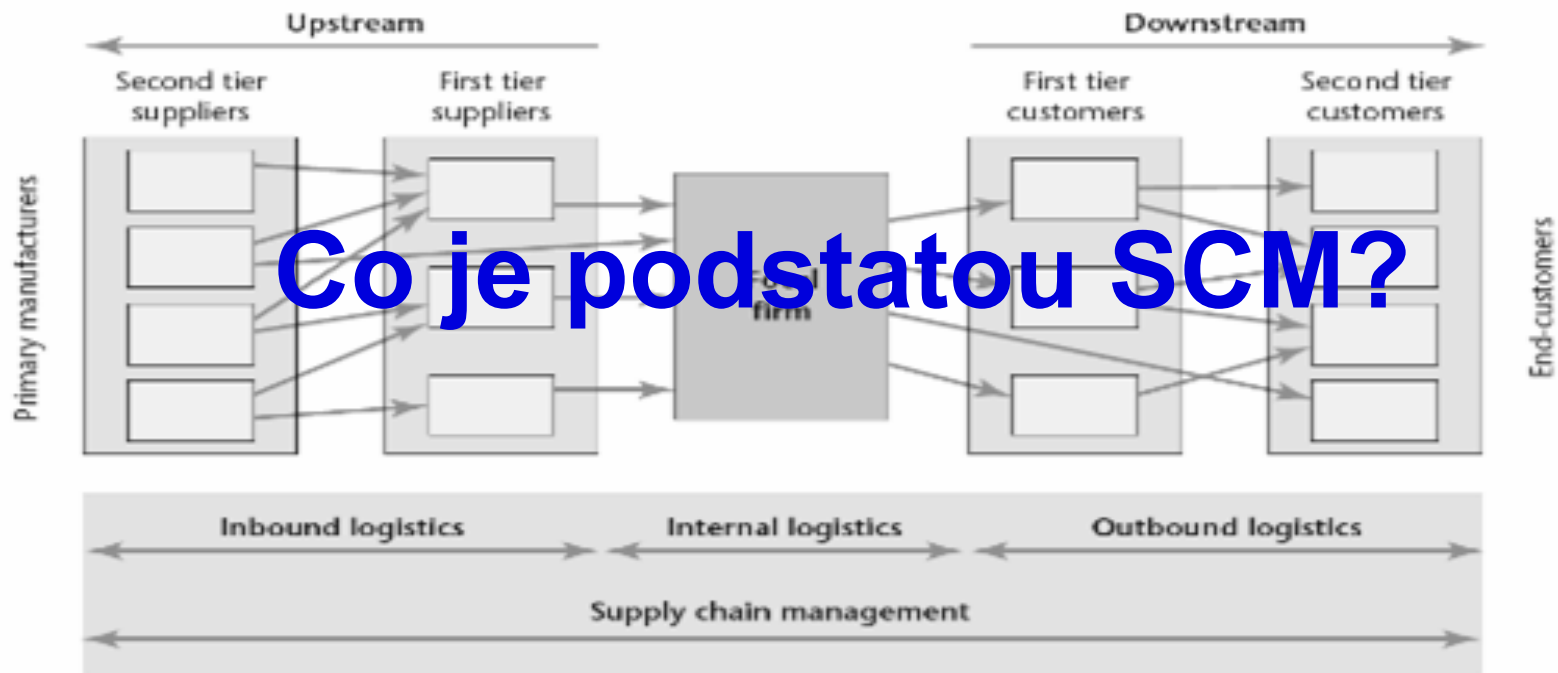 Upstream
Downstream
Second tier
suppliers
First tier
suppliers
First tier
customers
Second tier
customers
Primary manufacturers
Co je podstatou SCM?
firm
End-customers
Inbound logistics
Internal logistics
Outbound logistics
Supply chain management